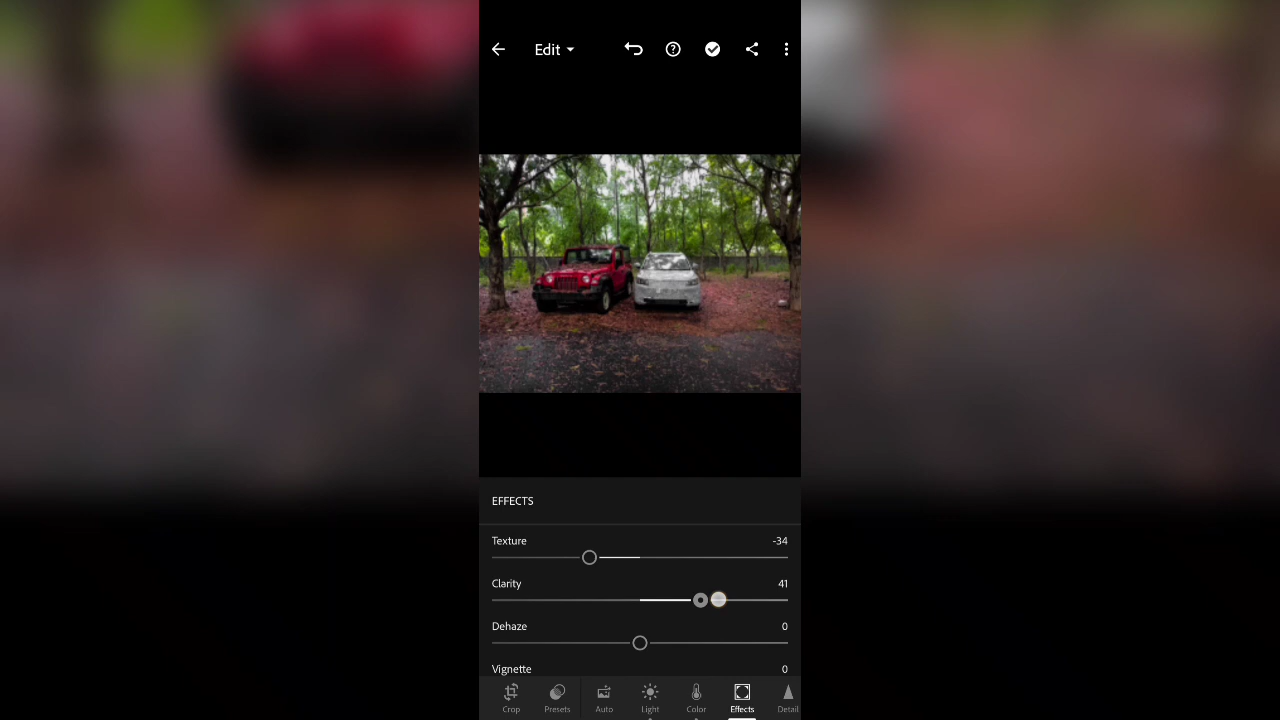 Edit
EFFECTS
Texture -34
Clarity 41
Dehaze 0
Vignette 0
Crop Presets Auto Light Color Effects Detail